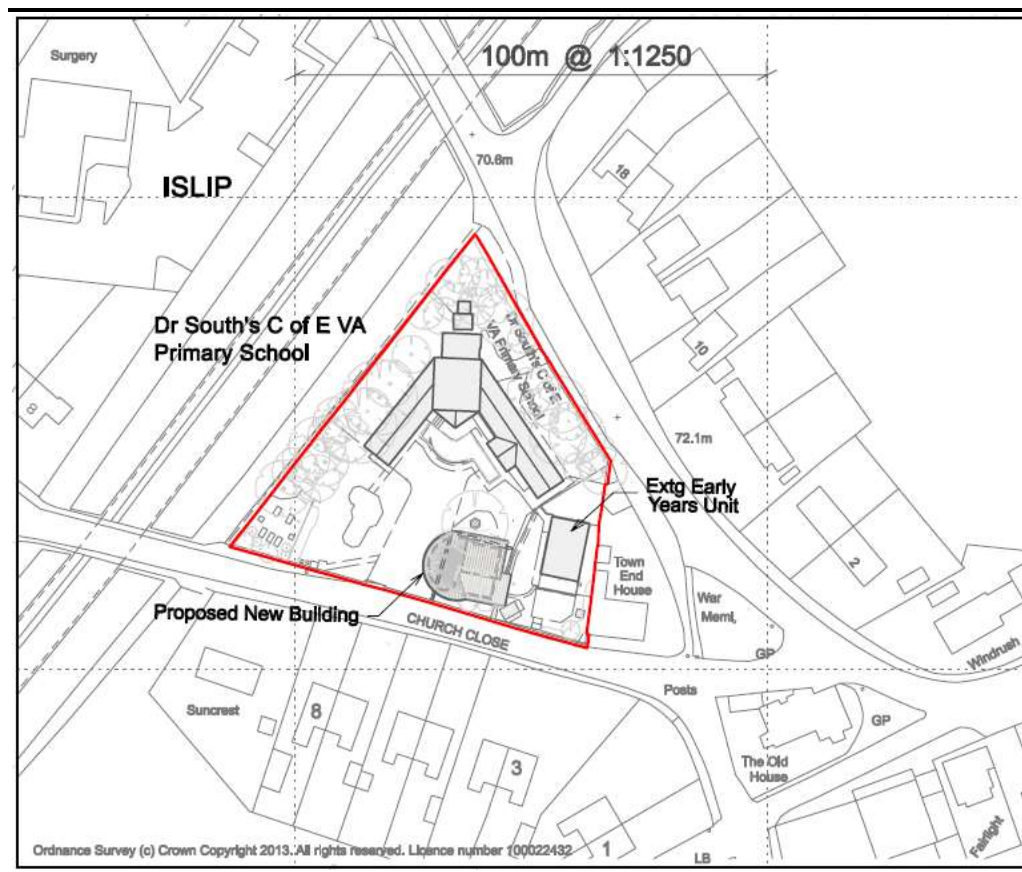 100m @ 1:1250
Surgery
70.6m
18
ISLIP
Dr South's C of E VA
Primary School
Dr South's C of E
VA Primary School
10
8
72.1m
Extg Early
Years Unit
2
Town
End
House
War
Meml,
Proposed New Building
CHURCH CLOSE
GP
Windrush
Posts
Suncrest
8
GP
3
The Old
House
Fairlight
Ordnance Survey (c) Crown Copyright 2013. All rights reserved. Licence number 100022432
1
LB